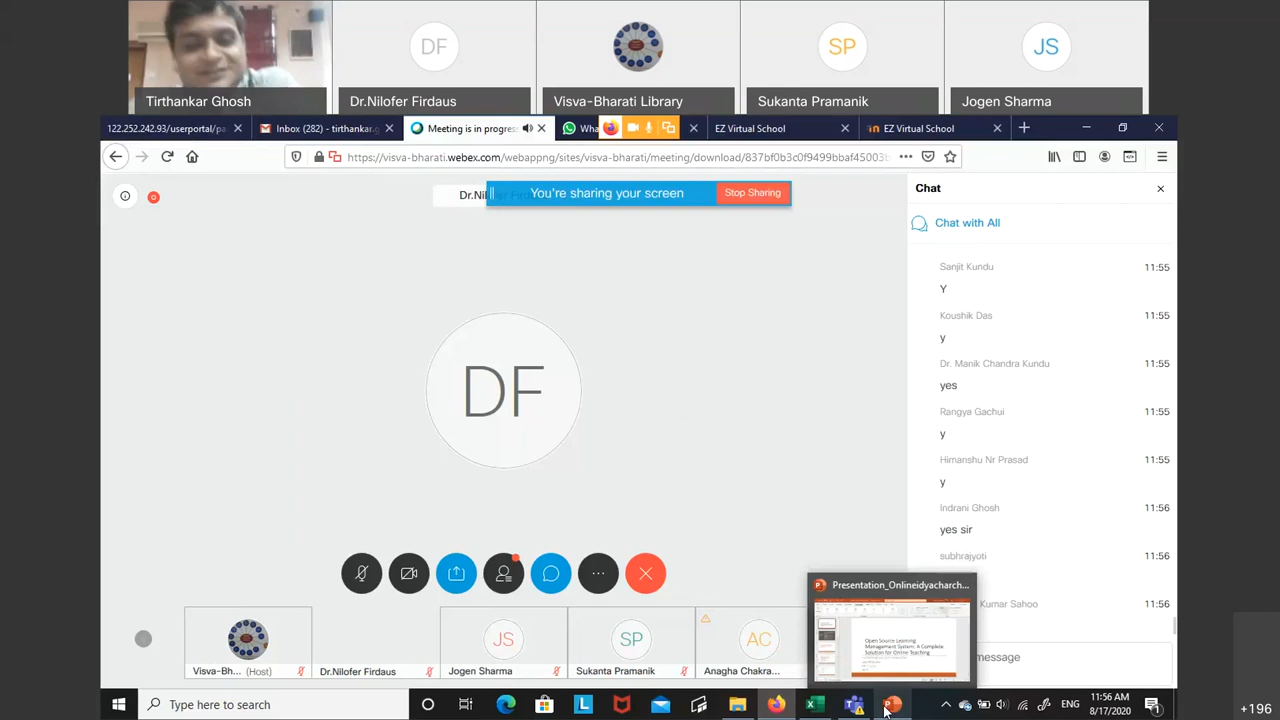 DF
SP
JS
Tirthankar Ghosh
Dr.Nilofer Firdaus
Visva-Bharati Library
Sukanta Pramanik
Jogen Sharma
122.252.242.93/userportal/pa
Inbox (282) - tirthankar.g
Meeting is in progress
Wha
EZ Virtual School
EZ Virtual School
https://visva-bharati.webex.com/webappng/sites/visva-bharati/meeting/download/837bf0b3c0f9499bbaf45003b
Dr.Nil
You're sharing your screen
Stop Sharing
Chat
Chat with All
Sanjit Kundu 11:55
Y
Koushik Das 11:55
y
Dr. Manik Chandra Kundu 11:55
yes
Rangya Gachui 11:55
y
Himanshu Nr Prasad 11:55
y
Indrani Ghosh 11:56
yes sir
subhrajyoti 11:56
Kumar Sahoo 11:56
message
DF
Presentation_Onlineidyacharch...
Open Source Learning
Management System: A Complete
Solution for Online Teaching
Visva-Bh... (Host)
Dr.Nilofer Firdaus
JS
Jogen Sharma
SP
Sukanta Pramanik
AC
Anagha Chakra...
Type here to search
ENG
11:56 AM
8/17/2020
1
+196